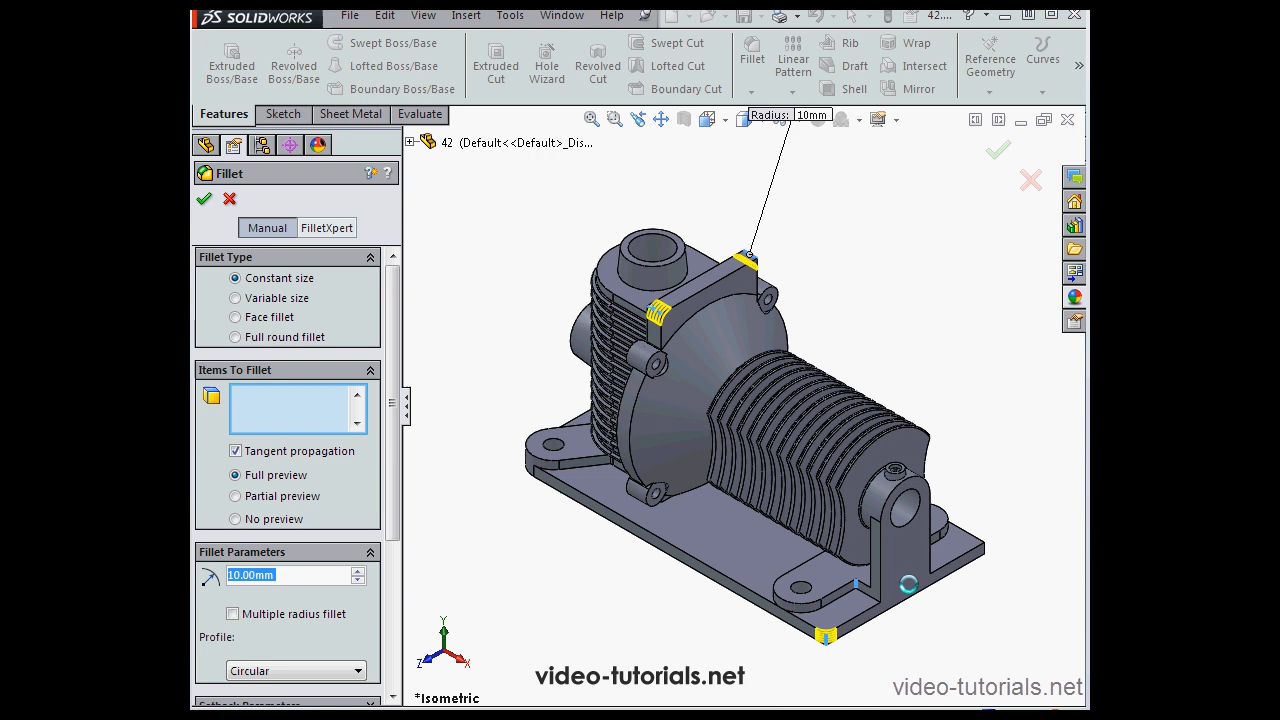 SOLIDWORKS File Edit View Insert Tools Window Help 42....
Extruded Boss/Base
Revolved Boss/Base
Swept Boss/Base
Lofted Boss/Base
Boundary Boss/Base
Extruded Cut
Hole Wizard
Revolved Cut
Swept Cut
Lofted Cut
Boundary Cut
Fillet
Linear Pattern
Rib
Draft
Shell
Wrap
Intersect
Mirror
Reference Geometry
Curves
Features Sketch Sheet Metal Evaluate
Radius: 10mm
42 (Default<<Default>_Dis...
Fillet
Manual FilletXpert
Fillet Type
Constant size
Variable size
Face fillet
Full round fillet
Items To Fillet
Tangent propagation
Full preview
Partial preview
No preview
Fillet Parameters
10.00mm
Multiple radius fillet
Profile:
Circular
Setback Parameters
Y
Z X
*Isometric
video-tutorials.net
video-tutorials.net